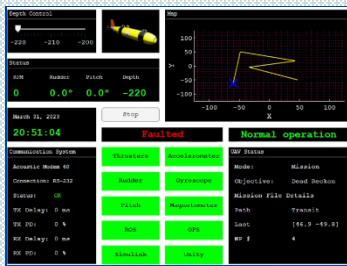 Depth Control
-220 -210 -200
Map
100
50
0
-50
-100
Y
-100 -50 0 50 100
X
Status
RPM Rudder Pitch Depth
0 0.0° 0.0° -220
March 31, 2023
20:51:04
Stop
Faulted
Normal operation
Communication System
Acoustic Modem 60
Connection: RS-232
Status: OK
TX Delay: 0 ms
TX PD: 0 %
RX Delay: 0 ms
RX PD: 0 %
Thrusters Accelerometer
Rudder Gyroscope
Pitch Magnetometer
ROS GPS
Simulink Unity
UAV Status
Mode: Mission
Objective: Dead Reckon
Mission File Details
Path Transit
Last [46.9 -49.8]
WP # 4